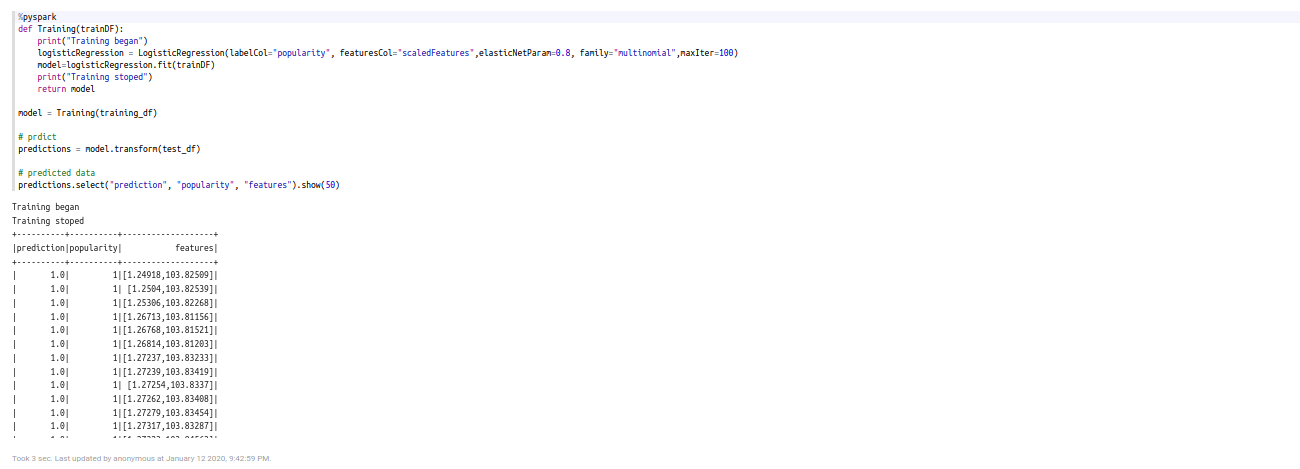 %pyspark
def Training(trainDF):
    print("Training began")
    logisticRegression = LogisticRegression(labelCol="popularity", featuresCol="scaledFeatures",elasticNetParam=0.8, family="multinomial",maxIter=100)
    model=logisticRegression.fit(trainDF)
    print("Training stoped")
    return model
model = Training(training_df)
# prdict
predictions = model.transform(test_df)
# predicted data
predictions.select("prediction", "popularity", "features").show(50)
Training began
Training stoped
+----------+----------+-------------------+
|prediction|popularity|           features|
+----------+----------+-------------------+
|       1.0|         1|[1.24918,103.82509]|
|       1.0|         1| [1.2504,103.82539]|
|       1.0|         1|[1.25306,103.82268]|
|       1.0|         1|[1.26713,103.81156]|
|       1.0|         1|[1.26768,103.81521]|
|       1.0|         1|[1.26814,103.81203]|
|       1.0|         1|[1.27237,103.83233]|
|       1.0|         1|[1.27239,103.83419]|
|       1.0|         1| [1.27254,103.8337]|
|       1.0|         1|[1.27262,103.83408]|
|       1.0|         1|[1.27279,103.83454]|
|       1.0|         1|[1.27317,103.83287]|
Took 3 sec. Last updated by anonymous at January 12 2020, 9:42:59 PM.